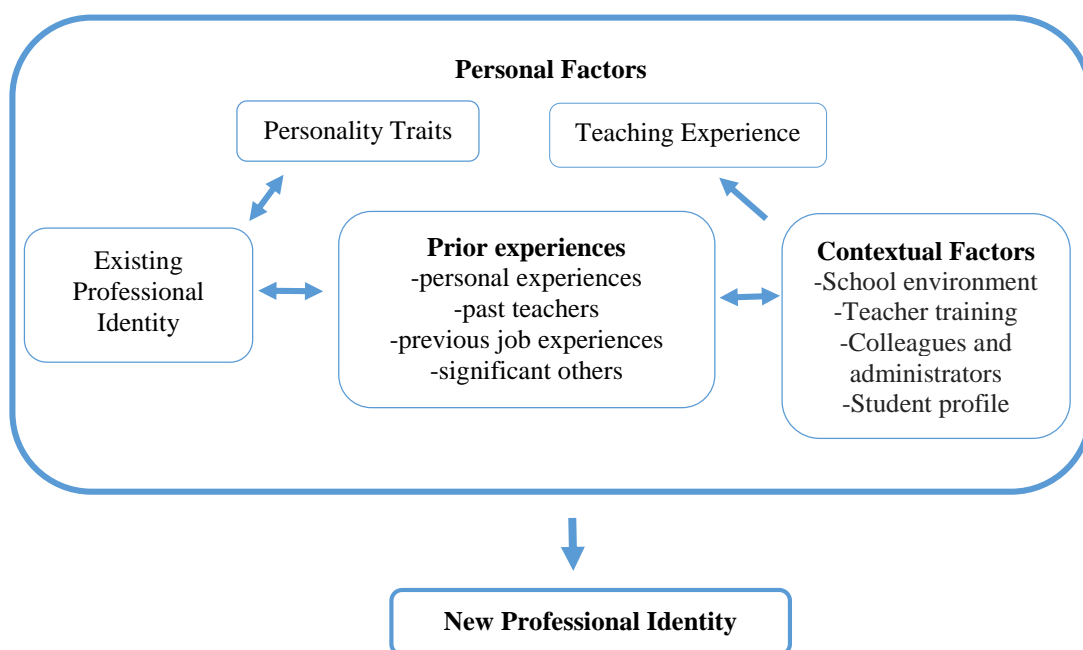 Personal Factors
Personality Traits
Teaching Experience
Existing
Professional
Identity
Prior experiences
-personal experiences
-past teachers
-previous job experiences
-significant others
Contextual Factors
-School environment
-Teacher training
-Colleagues and
administrators
-Student profile
New Professional Identity